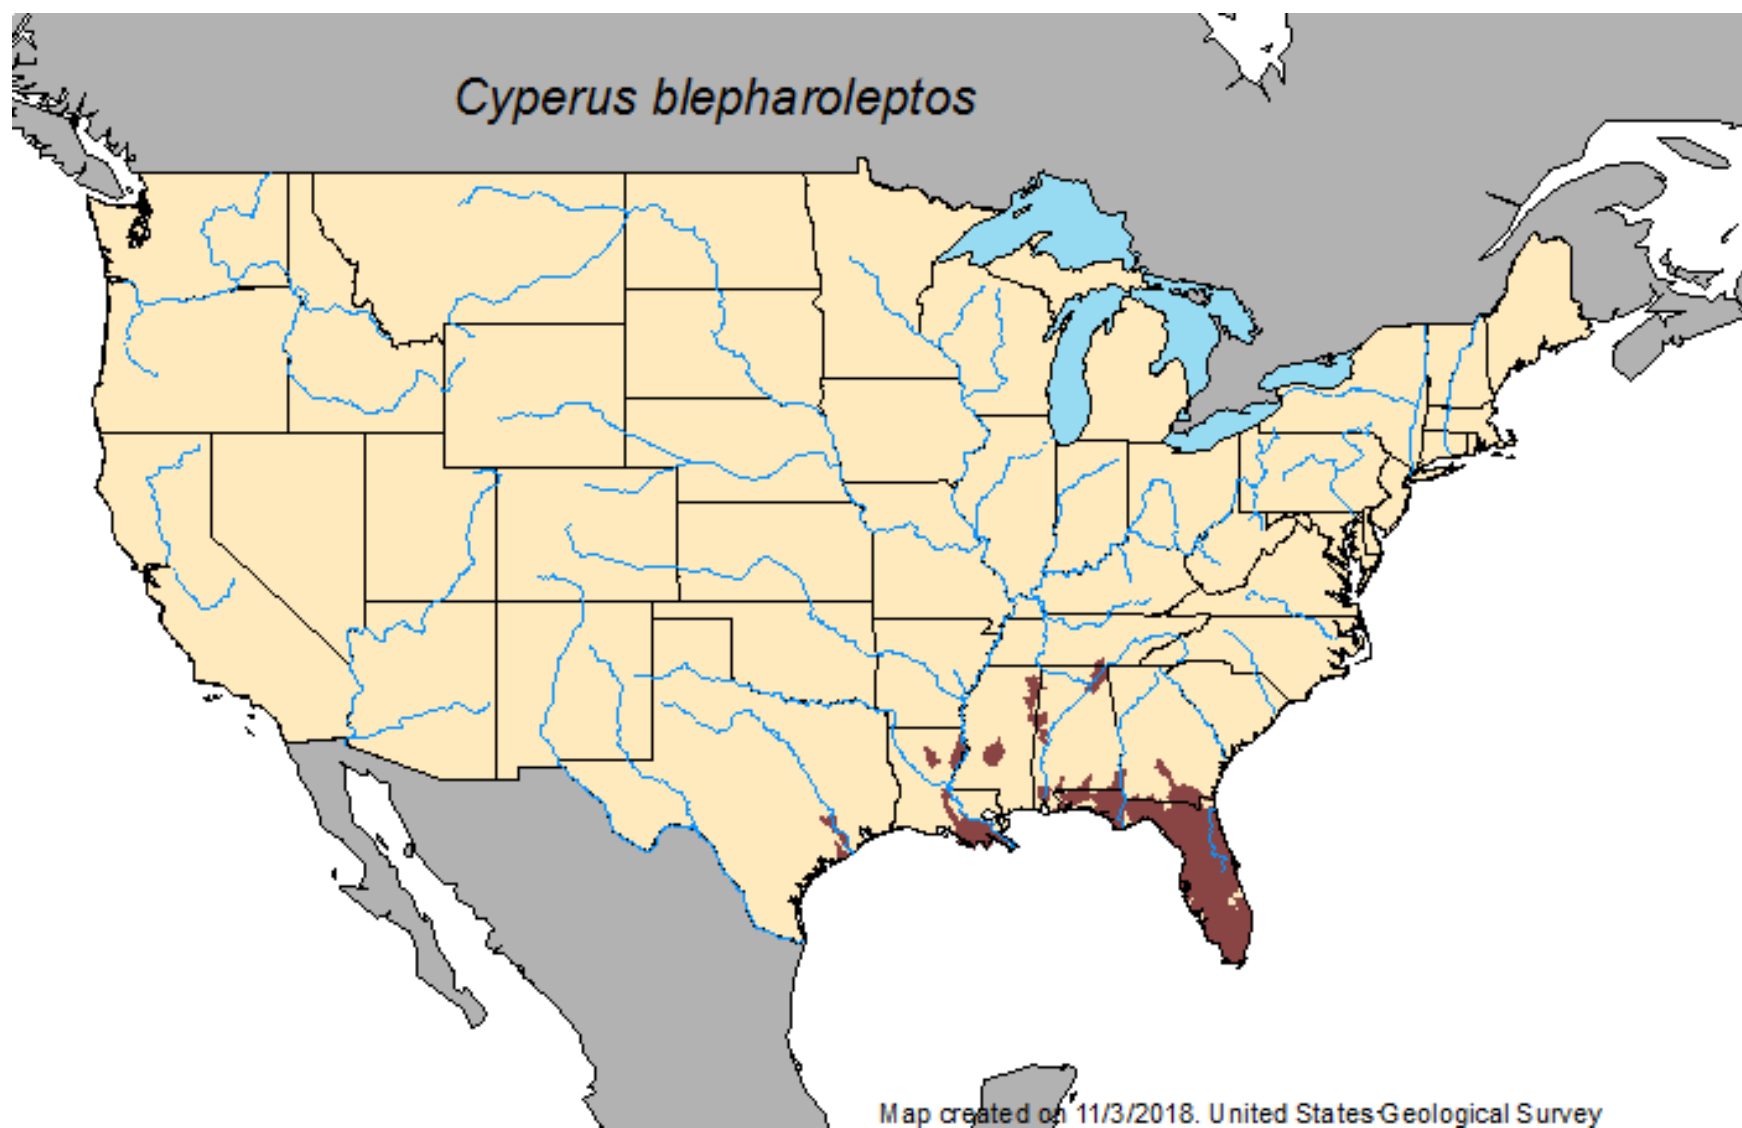 Cyperus blepharoleptos
Map created on 11/3/2018. United States Geological Survey